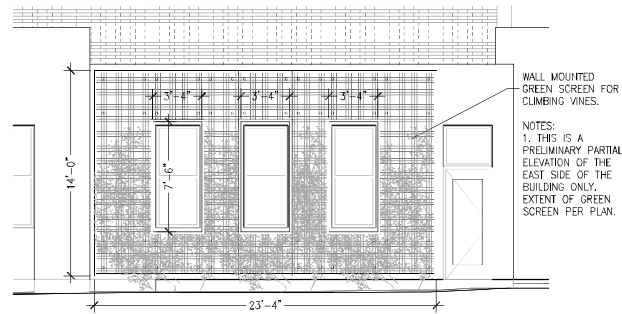 3'-4" 3'-4" 3'-4"
14'-0"
7'-6"
23'-4"
WALL MOUNTED
GREEN SCREEN FOR
CLIMBING VINES.
NOTES:
1. THIS IS A
PRELIMINARY PARTIAL
ELEVATION OF THE
EAST SIDE OF THE
BUILDING ONLY.
EXTENT OF GREEN
SCREEN PER PLAN.